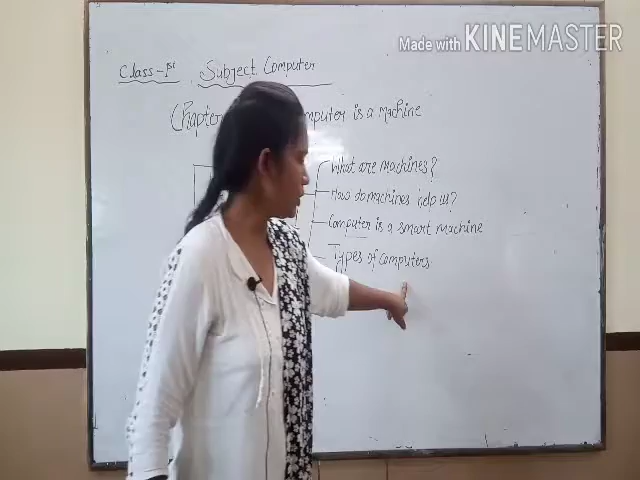 Made with KINEMASTER
Class-1st Subject Computer
Chapter Computer is a Machine
What are machines?
How do machines help us?
Computer is a smart machine
Types of Computers